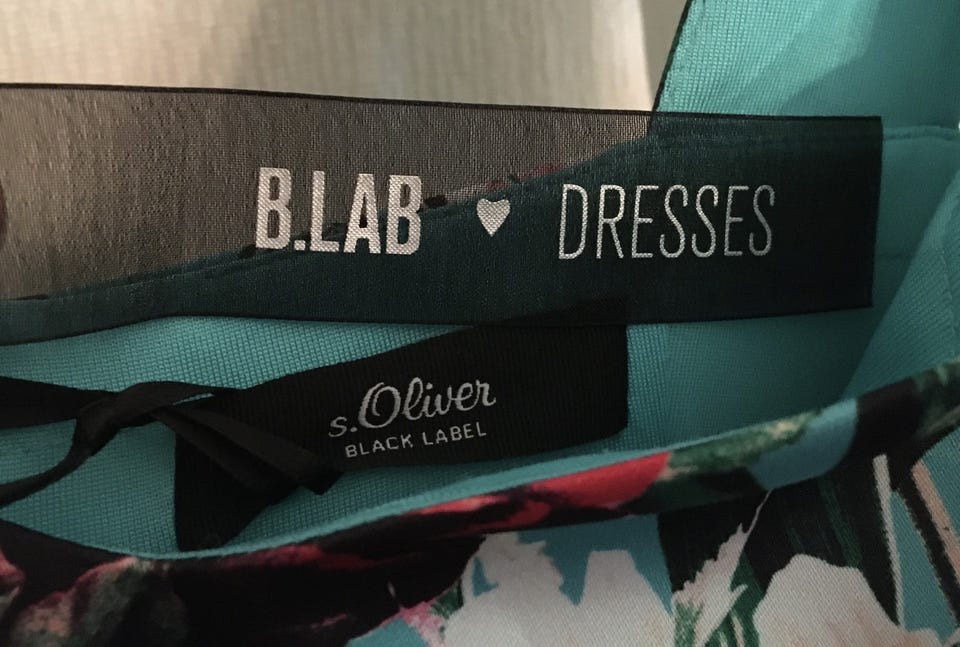 B.LAB ♥ DRESSES
s.Oliver
BLACK LABEL